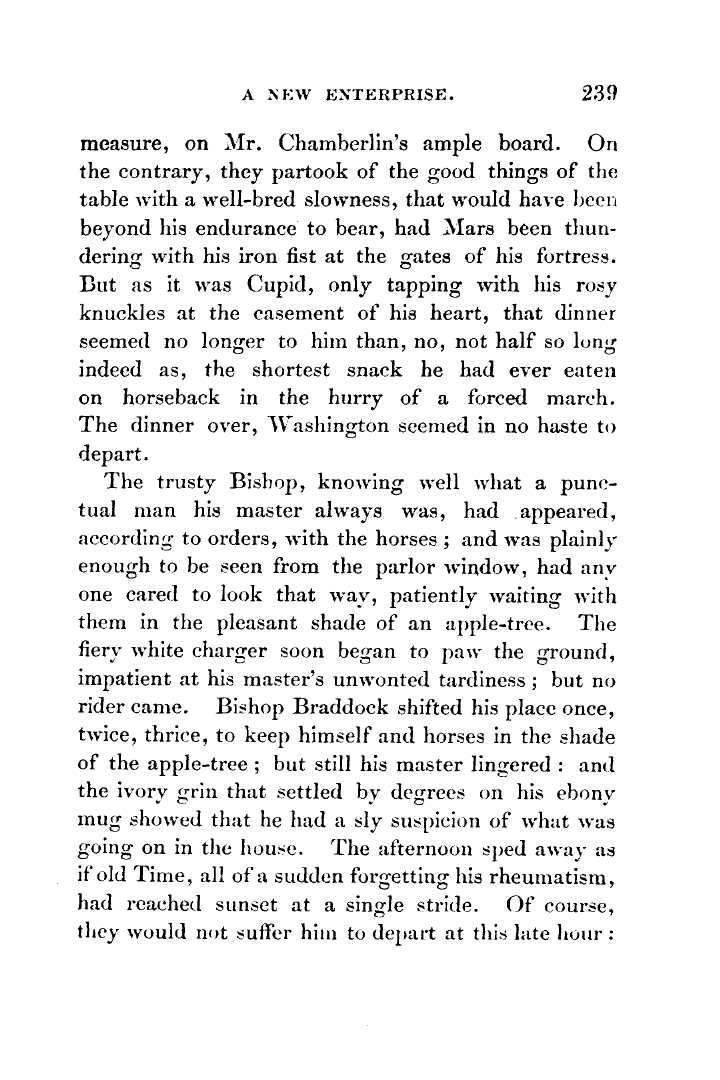 A NEW ENTERPRISE. 239
measure, on Mr. Chamberlin's ample board. On
the contrary, they partook of the good things of the
table with a well-bred slowness, that would have been
beyond his endurance to bear, had Mars been thun-
dering with his iron fist at the gates of his fortress.
But as it was Cupid, only tapping with his rosy
knuckles at the casement of his heart, that dinner
seemed no longer to him than, no, not half so long
indeed as, the shortest snack he had ever eaten
on horseback in the hurry of a forced march.
The dinner over, Washington seemed in no haste to
depart.
The trusty Bishop, knowing well what a punc-
tual man his master always was, had appeared,
according to orders, with the horses ; and was plainly
enough to be seen from the parlor window, had any
one cared to look that way, patiently waiting with
them in the pleasant shade of an apple-tree. The
fiery white charger soon began to paw the ground,
impatient at his master's unwonted tardiness ; but no
rider came. Bishop Braddock shifted his place once,
twice, thrice, to keep himself and horses in the shade
of the apple-tree ; but still his master lingered : and
the ivory grin that settled by degrees on his ebony
mug showed that he had a sly suspicion of what was
going on in the house. The afternoon sped away as
if old Time, all of a sudden forgetting his rheumatism,
had reached sunset at a single stride. Of course,
they would not suffer him to depart at this late hour :